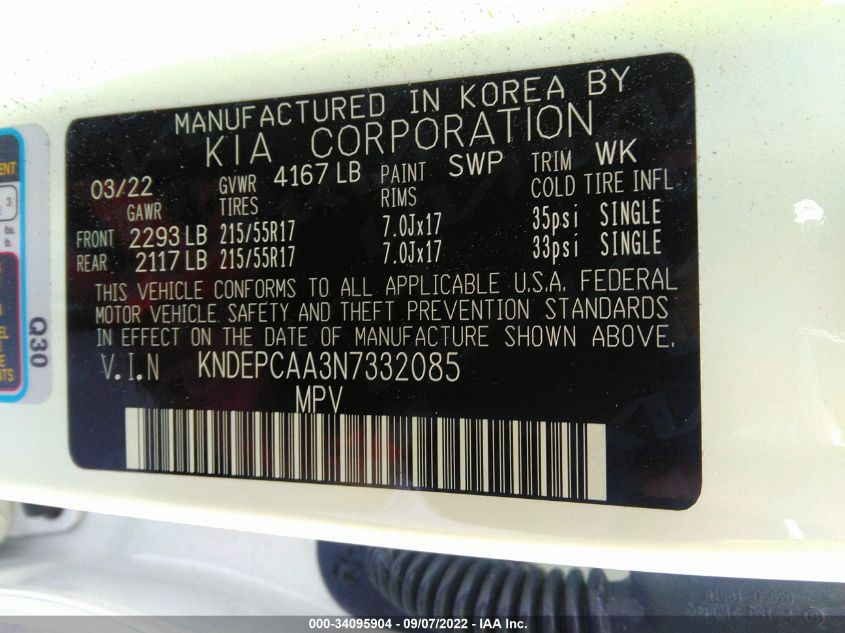 MANUFACTURED IN KOREA BY
KIA CORPORATION
03/22 GVWR 4167 LB PAINT SWP TRIM WK
GAWR TIRES RIMS COLD TIRE INFL
FRONT 2293 LB 215/55R17 7.0Jx17 35psi SINGLE
REAR 2117 LB 215/55R17 7.0Jx17 33psi SINGLE
THIS VEHICLE CONFORMS TO ALL APPLICABLE U.S.A. FEDERAL
MOTOR VEHICLE SAFETY AND THEFT PREVENTION STANDARDS
IN EFFECT ON THE DATE OF MANUFACTURE SHOWN ABOVE.
V.I.N KNDEPCAA3N7332085
MPV
Q30
000-34095904 - 09/07/2022 - IAA Inc.